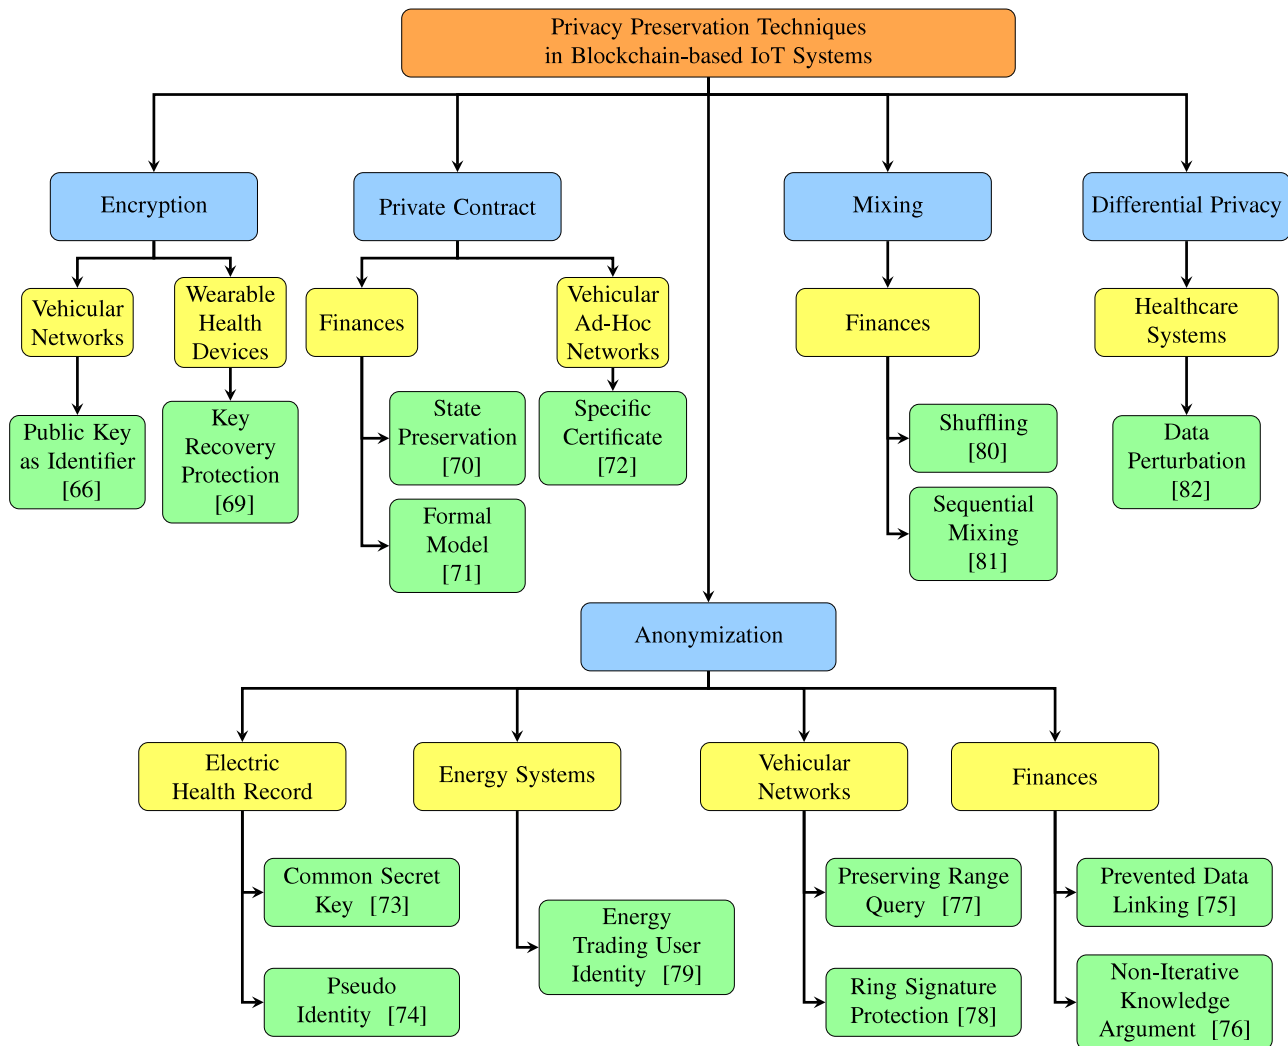 Privacy Preservation Techniques
in Blockchain-based IoT Systems
Encryption
Private Contract
Mixing
Differential Privacy
Vehicular
Networks
Wearable
Health
Devices
Finances
Vehicular
Ad-Hoc
Networks
Finances
Healthcare
Systems
Public Key
as Identifier
[66]
Key
Recovery
Protection
[69]
State
Preservation
[70]
Specific
Certificate
[72]
Shuffling
[80]
Data
Perturbation
[82]
Formal
Model
[71]
Sequential
Mixing
[81]
Anonymization
Electric
Health Record
Energy Systems
Vehicular
Networks
Finances
Common Secret
Key [73]
Energy
Trading User
Identity [79]
Preserving Range
Query [77]
Prevented Data
Linking [75]
Pseudo
Identity [74]
Ring Signature
Protection [78]
Non-Iterative
Knowledge
Argument [76]